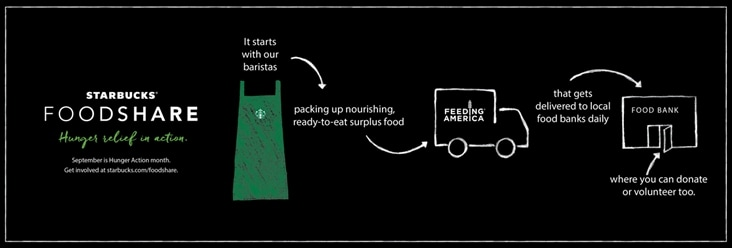 STARBUCKS®
FOODSHARE
Hunger relief in action.
September is Hunger Action month.
Get involved at starbucks.com/foodshare.
It starts
with our
baristas
packing up nourishing,
ready-to-eat surplus food
FEEDING
AMERICA
that gets
delivered to local
food banks daily
FOOD BANK
where you can donate
or volunteer too.